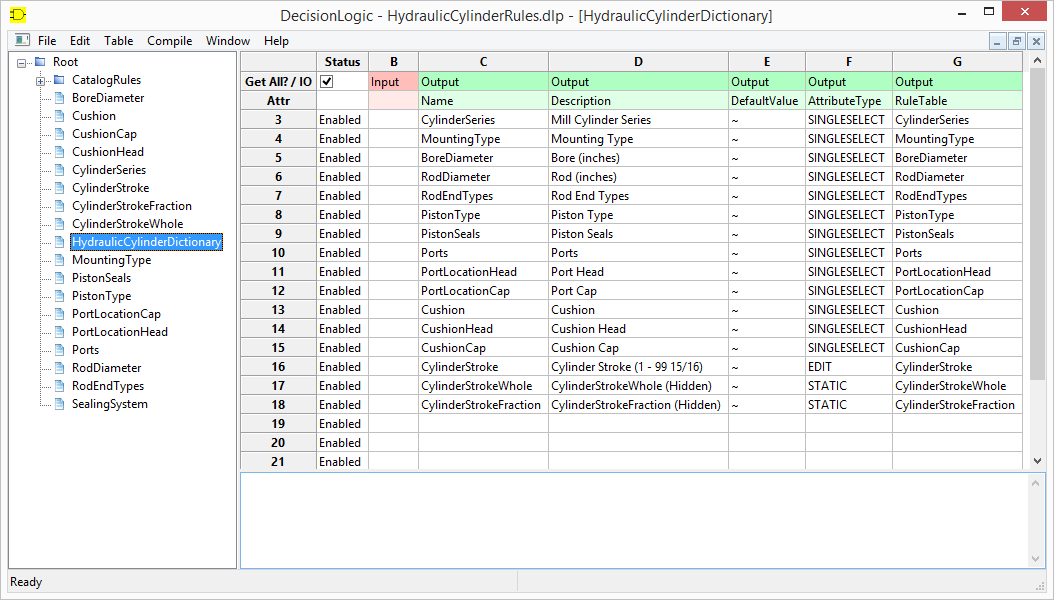 DecisionLogic - HydraulicCylinderRules.dlp - [HydraulicCylinderDictionary]
File Edit Table Compile Window Help
Root
CatalogRules
BoreDiameter
Cushion
CushionCap
CushionHead
CylinderSeries
CylinderStroke
CylinderStrokeFraction
CylinderStrokeWhole
HydraulicCylinderDictionary
MountingType
PistonSeals
PistonType
PortLocationCap
PortLocationHead
Ports
RodDiameter
RodEndTypes
SealingSystem
Status B C D E F G
Get All? / IO Input Output Output Output Output Output
Attr Name Description DefaultValue AttributeType RuleTable
3 Enabled CylinderSeries Mill Cylinder Series ~ SINGLESELECT CylinderSeries
4 Enabled MountingType Mounting Type ~ SINGLESELECT MountingType
5 Enabled BoreDiameter Bore (inches) ~ SINGLESELECT BoreDiameter
6 Enabled RodDiameter Rod (inches) ~ SINGLESELECT RodDiameter
7 Enabled RodEndTypes Rod End Types ~ SINGLESELECT RodEndTypes
8 Enabled PistonType Piston Type ~ SINGLESELECT PistonType
9 Enabled PistonSeals Piston Seals ~ SINGLESELECT PistonSeals
10 Enabled Ports Ports ~ SINGLESELECT Ports
11 Enabled PortLocationHead Port Head ~ SINGLESELECT PortLocationHead
12 Enabled PortLocationCap Port Cap ~ SINGLESELECT PortLocationCap
13 Enabled Cushion Cushion ~ SINGLESELECT Cushion
14 Enabled CushionHead Cushion Head ~ SINGLESELECT CushionHead
15 Enabled CushionCap Cushion Cap ~ SINGLESELECT CushionCap
16 Enabled CylinderStroke Cylinder Stroke (1 - 99 15/16) ~ EDIT CylinderStroke
17 Enabled CylinderStrokeWhole CylinderStrokeWhole (Hidden) ~ STATIC CylinderStrokeWhole
18 Enabled CylinderStrokeFraction CylinderStrokeFraction (Hidden) ~ STATIC CylinderStrokeFraction
19 Enabled
20 Enabled
21 Enabled
Ready